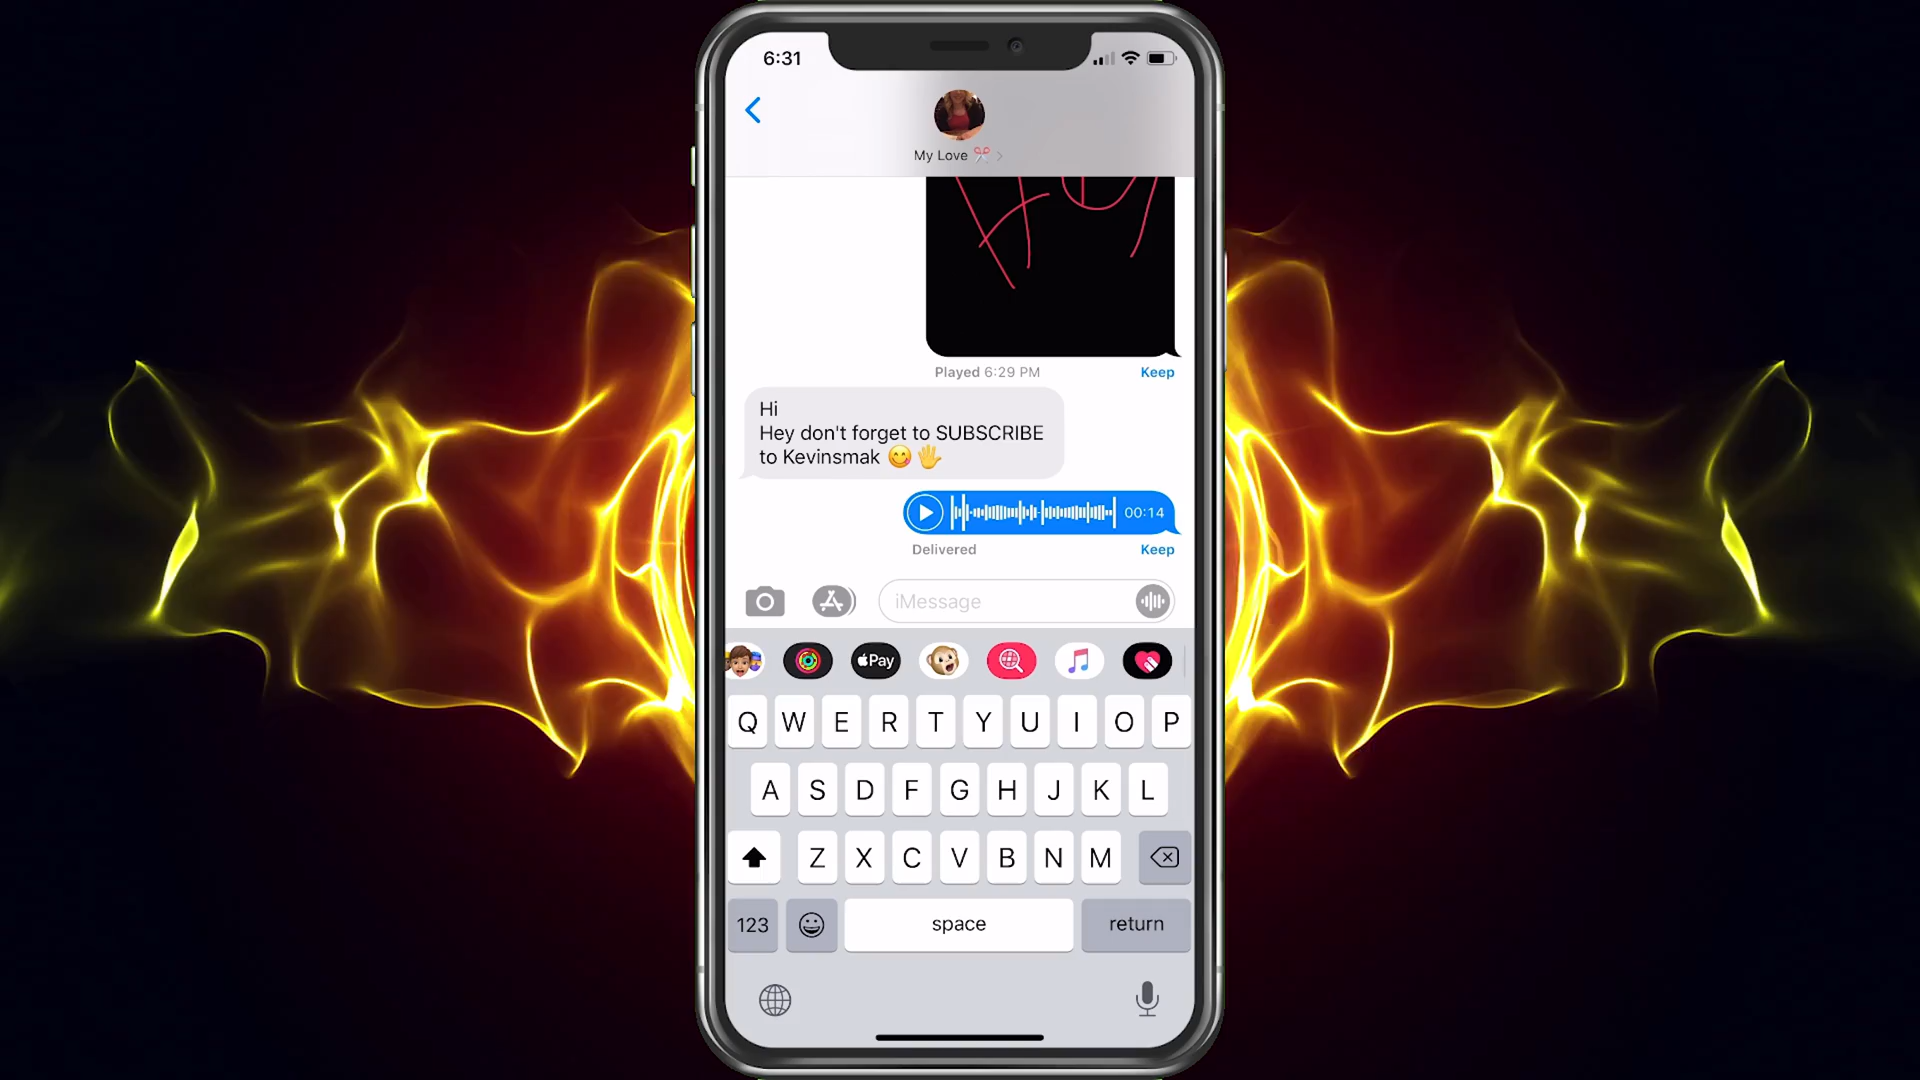 6:31
My Love
Played 6:29 PM
Keep
Hi
Hey don't forget to SUBSCRIBE
to Kevinsmak 😋 🖐
00:14
Delivered
Keep
iMessage
Pay
Q W E R T Y U I O P
A S D F G H J K L
Z X C V B N M
123
space
return